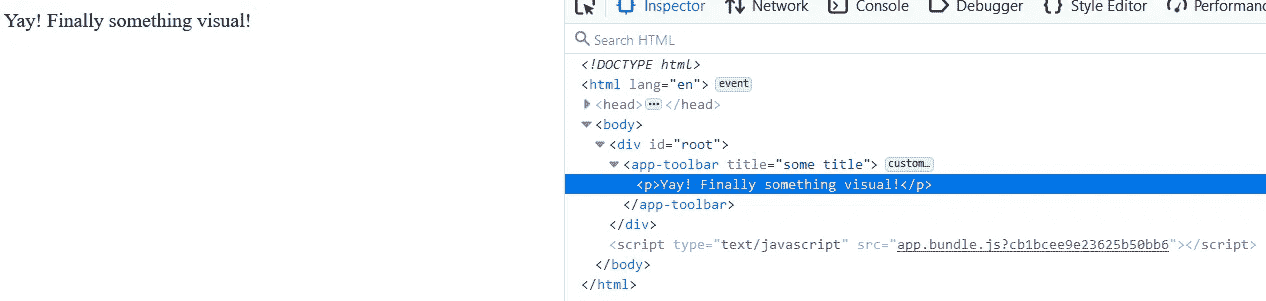 Yay! Finally something visual!
Inspector Network Console Debugger Style Editor Performanc
Search HTML
<!DOCTYPE html>
<html lang="en"> event
<head> ••• </head>
<body>
<div id="root">
<app-toolbar title="some title"> custom…
<p>Yay! Finally something visual!</p>
</app-toolbar>
</div>
<script type="text/javascript" src="app.bundle.js?cb1bcee9e23625b50bb6"></script>
</body>
</html>